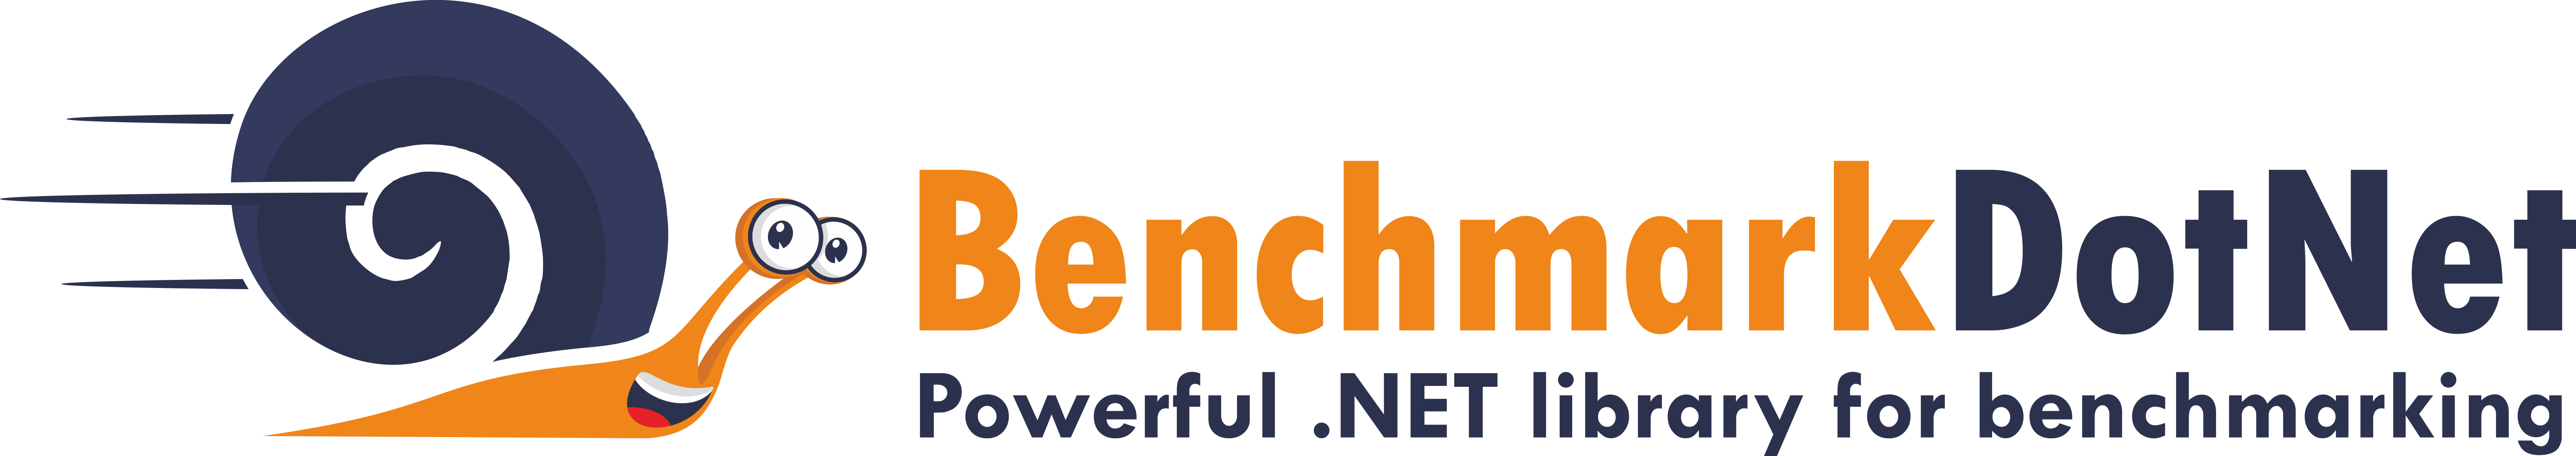 BenchmarkDotNet
Powerful .NET library for benchmarking